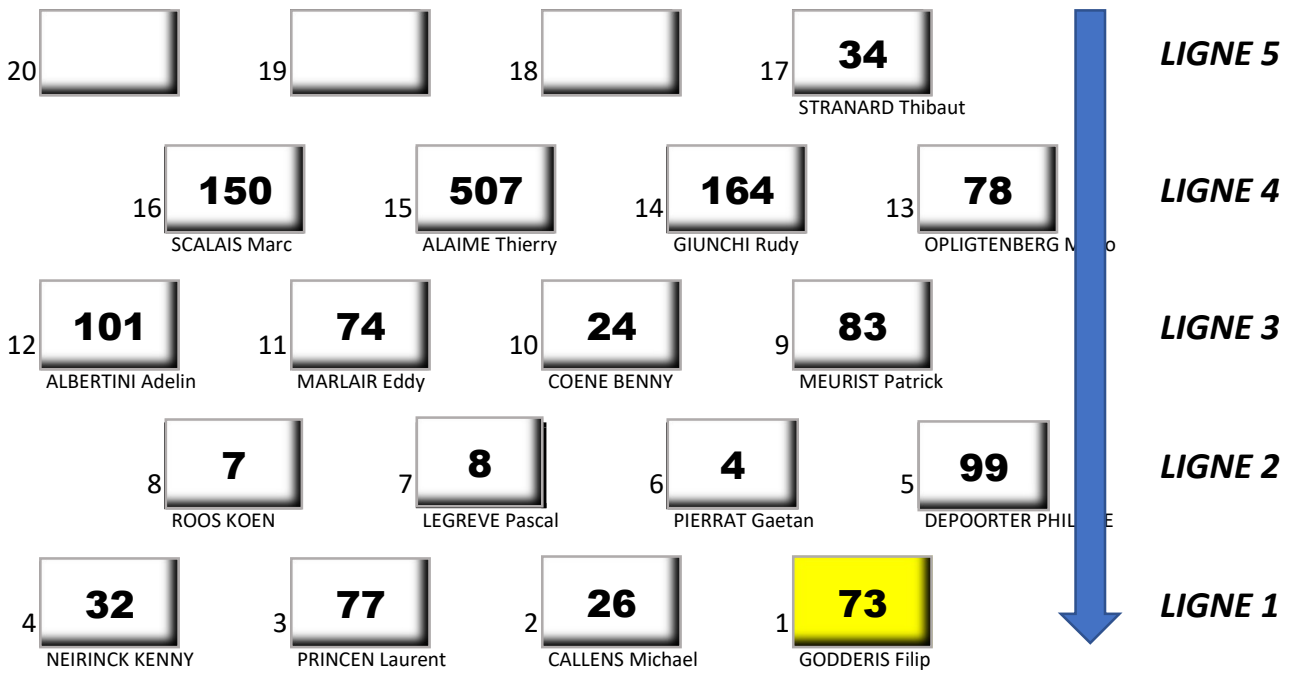 20 19 18 17 34 LIGNE 5
STRANARD Thibaut
16 150 15 507 14 164 13 78 LIGNE 4
SCALAIS Marc ALAIME Thierry GIUNCHI Rudy OPLIGTENBERG
12 101 11 74 10 24 9 83 LIGNE 3
ALBERTINI Adelin MARLAIR Eddy COENE BENNY MEURIST Patrick
8 7 7 8 6 4 5 99 LIGNE 2
ROOS KOEN LEGREVE Pascal PIERRAT Gaetan DEPOORTER
4 32 3 77 2 26 1 73 LIGNE 1
NEIRINCK KENNY PRINCEN Laurent CALLENS Michael GODDERIS Filip